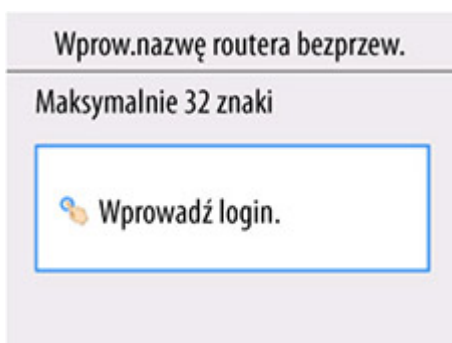 Wprow.nazwę routera bezprzew.
Maksymalnie 32 znaki
Wprowadź login.